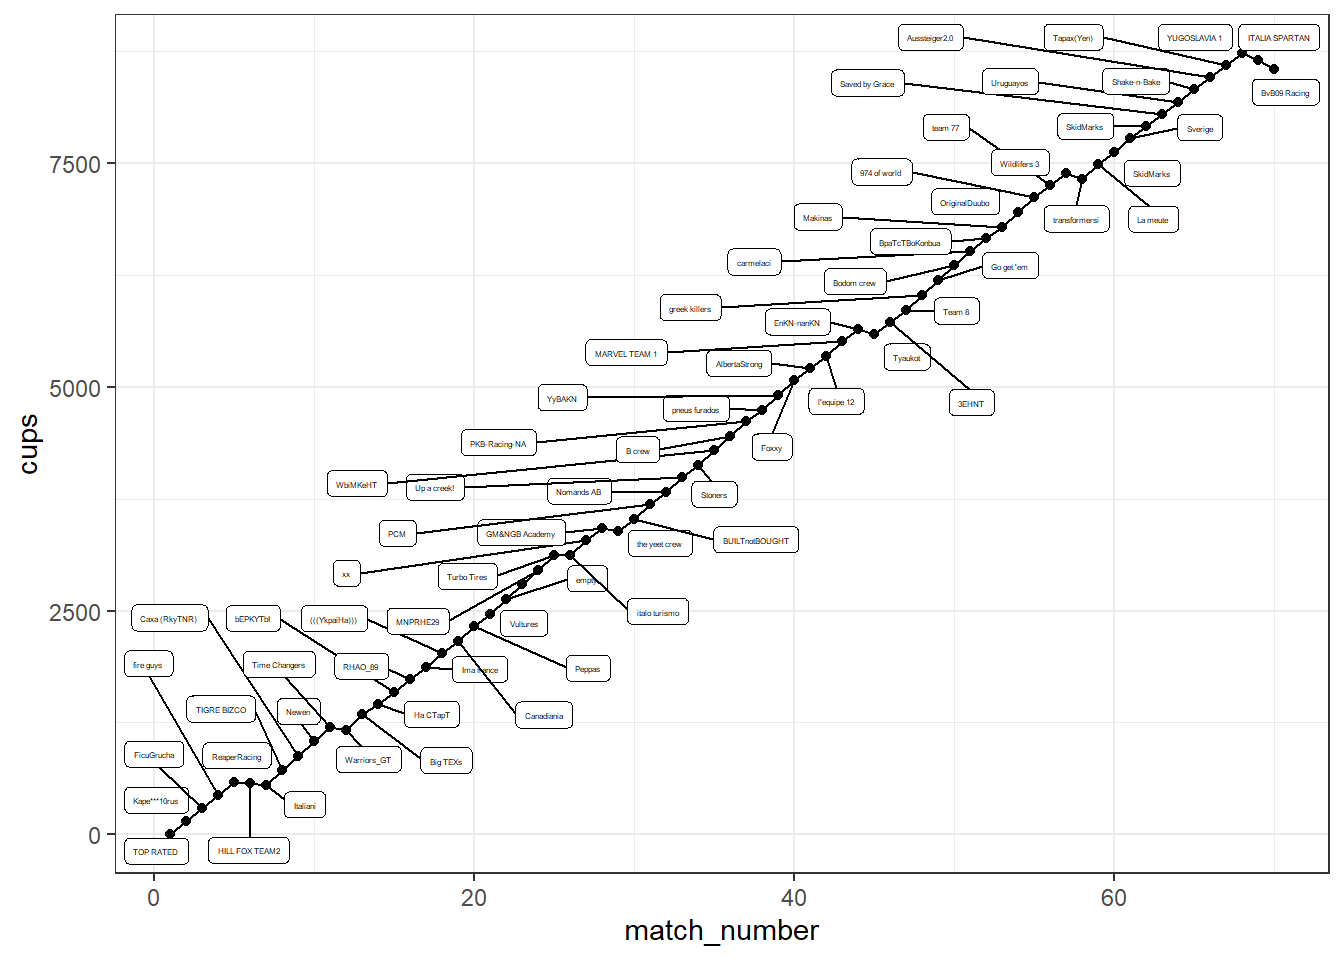 Aussteiger2.0
Tapax(Yen)
YUGOSLAVIA 1
ITALIA SPARTAN
Saved by Grace
Uruguayos
Shake-n-Bake
BvB09 Racing
team 77
SkidMarks
Sverige
7500
974 of world
Wildlifers 3
SkidMarks
OriginalDuubo
Makinas
transformersi
La meute
BpaTcTBoKonbua
carmelaci
Go get 'em
Bodom crew
greek killers
Team 8
EnKN-nanKN
MARVEL TEAM 1
AlbertaStrong
Tyaukot
5000
YyBAKN
pneus furados
l'equipe 12
3EHNT
PKB-Racing-NA
B crew
Foxxy
cups
WbiMKeHT
Up a creek!
Nomands AB
Stoners
PCM
GM&NGB Academy
the yeet crew
BUILTnotBOUGHT
xx
Turbo Tires
empty
2500
Caxa (RkyTNR)
bEPKYTbI
(((YkpaiHa)))
MNPRHE29
Vultures
italo turismo
fire guys
Time Changers
RHAO_89
Peppas
TIGRE BIZCO
Newen
Ha CTapT
Canadiania
FicuGrucha
ReaperRacing
Warriors_GT
Big TEXs
Kape***10rus
Italiani
0
TOP RATED
HILL FOX TEAM2
0
20
40
60
match_number